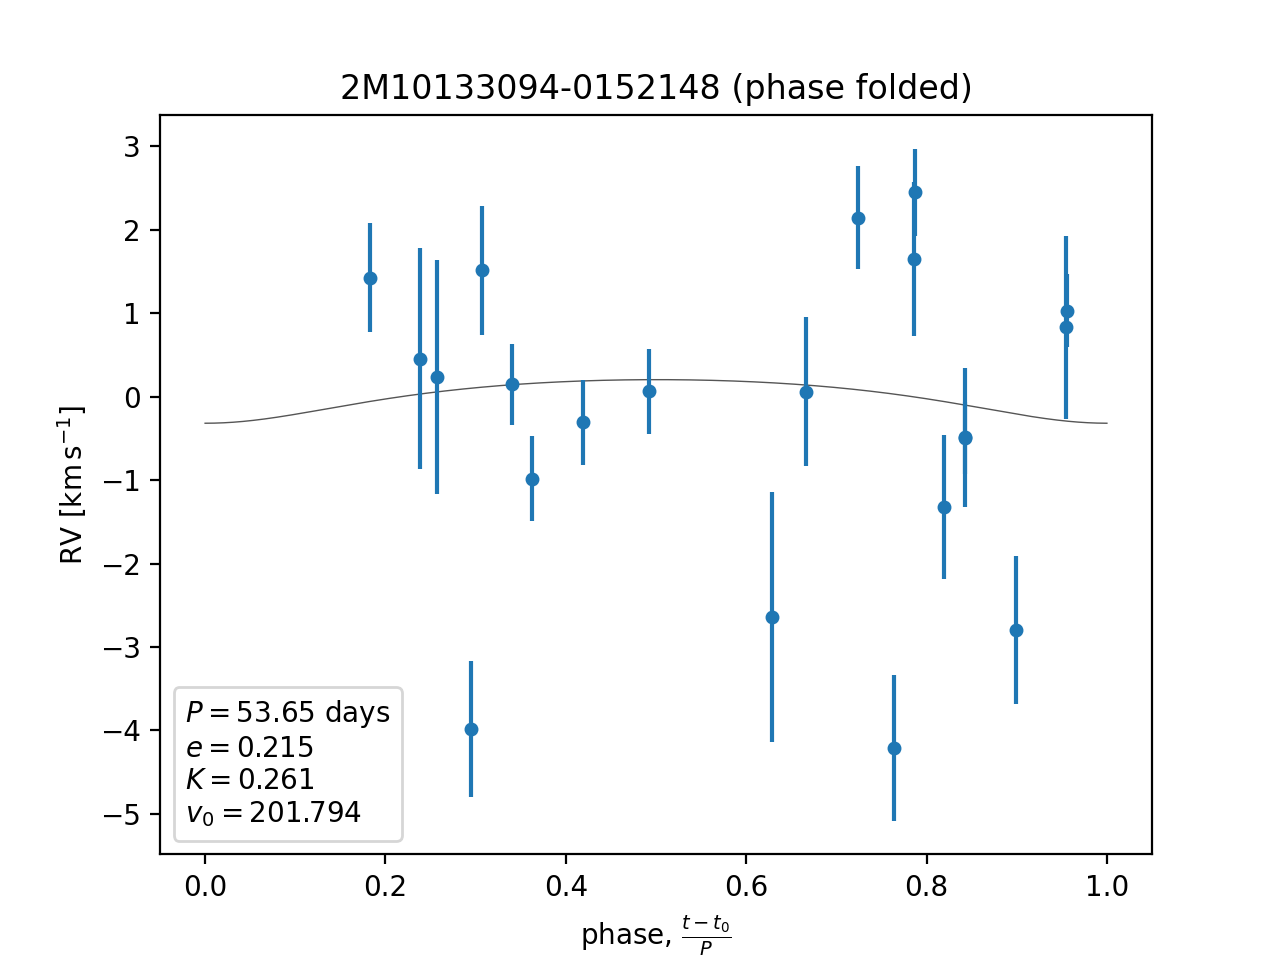 2M10133094-0152148 (phase folded)
3
2
1
0
−1
−2
−3
−4
−5
RV [km s⁻¹]
P = 53.65 days
e = 0.215
K = 0.261
v₀ = 201.794
0.0 0.2 0.4 0.6 0.8 1.0
phase, (t − t₀)/P